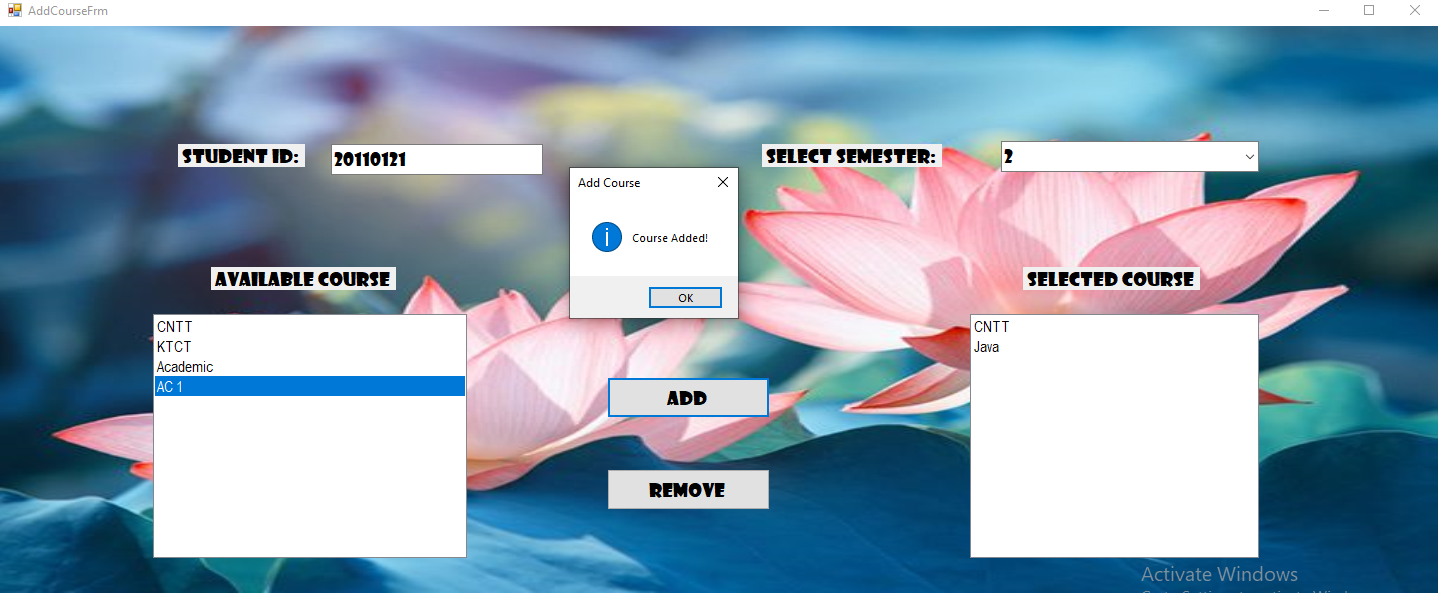 AddCourseFrm
STUDENT ID: 20110121
SELECT SEMESTER: 2
Add Course
Course Added!
OK
AVAILABLE COURSE
CNTT
KTCT
Academic
AC 1
ADD
REMOVE
SELECTED COURSE
CNTT
Java
Activate Windows